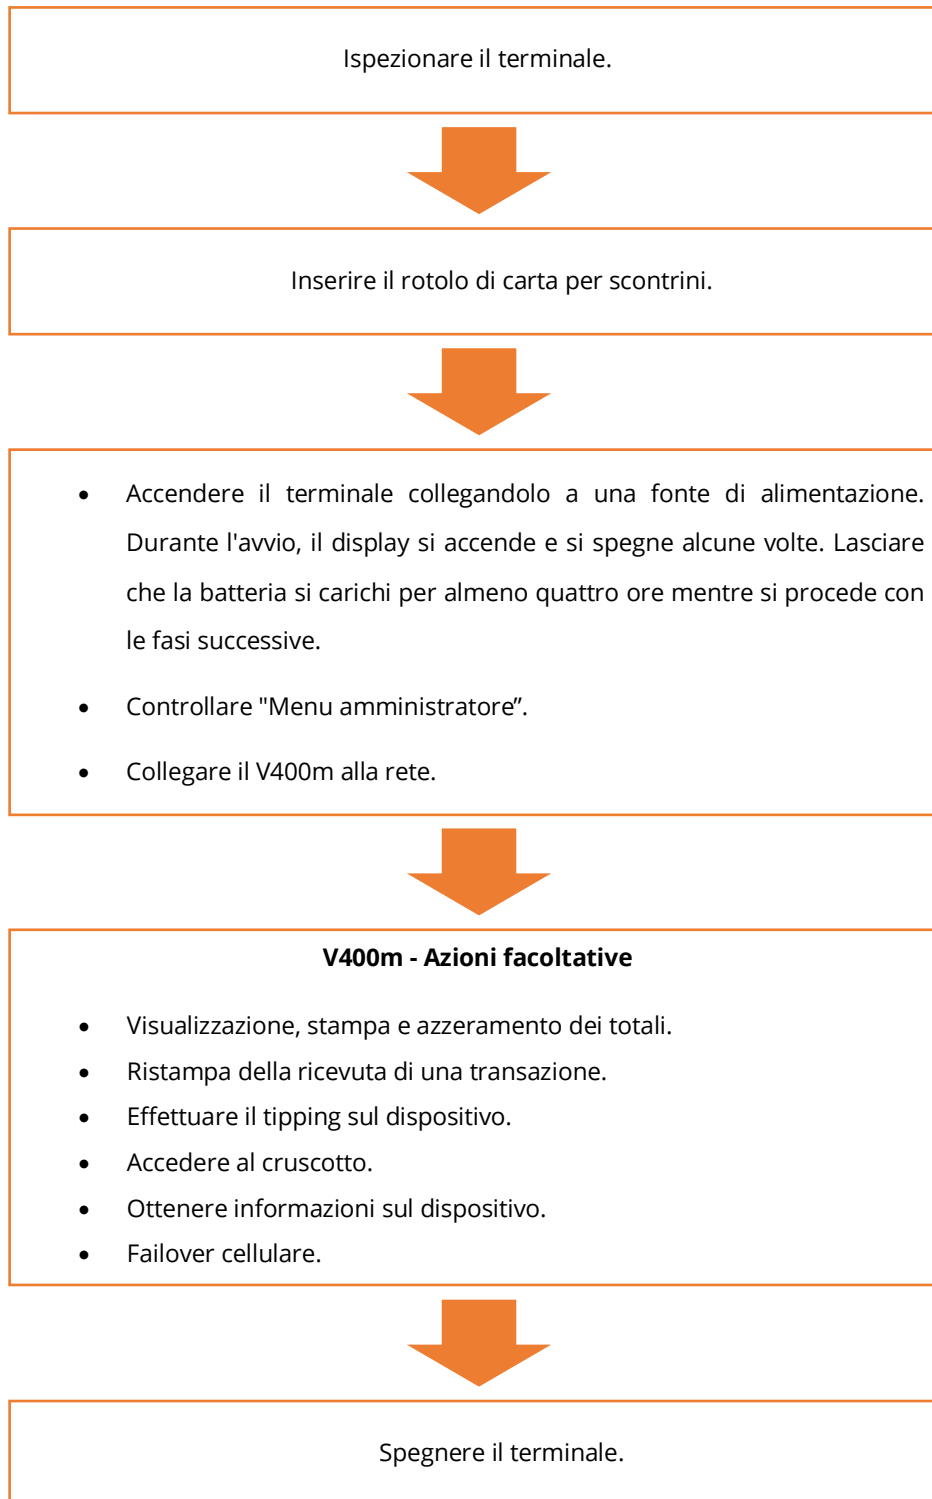 Ispezionare il terminale.
Inserire il rotolo di carta per scontrini.
• Accendere il terminale collegandolo a una fonte di alimentazione.
Durante l'avvio, il display si accende e si spegne alcune volte. Lasciare
che la batteria si carichi per almeno quattro ore mentre si procede con
le fasi successive.
• Controllare "Menu amministratore”.
• Collegare il V400m alla rete.
V400m - Azioni facoltative
• Visualizzazione, stampa e azzeramento dei totali.
• Ristampa della ricevuta di una transazione.
• Effettuare il tipping sul dispositivo.
• Accedere al cruscotto.
• Ottenere informazioni sul dispositivo.
• Failover cellulare.
Spegnere il terminale.